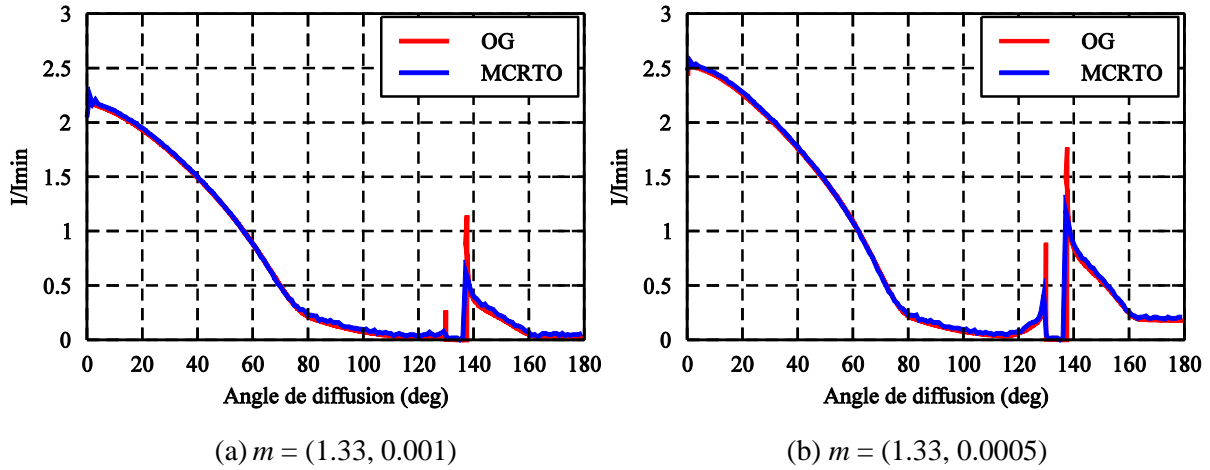 3
2.5
2
1.5
1
0.5
0
I/Imin
OG
MCRTO
0 20 40 60 80 100 120 140 160 180
Angle de diffusion (deg)
(a) m = (1.33, 0.001)
3
2.5
2
1.5
1
0.5
0
I/Imin
OG
MCRTO
0 20 40 60 80 100 120 140 160 180
Angle de diffusion (deg)
(b) m = (1.33, 0.0005)